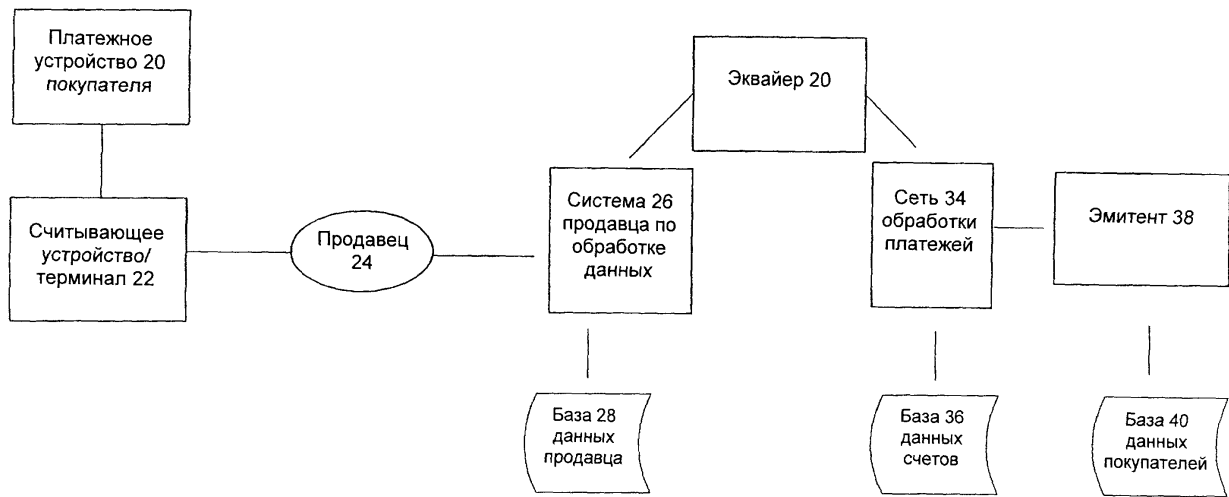 Платежное
устройство 20
покупателя
Эквайер 20
Считывающее
устройство/
терминал 22
Продавец
24
Система 26
продавца по
обработке
данных
Сеть 34
обработки
платежей
Эмитент 38
База 28
данных
продавца
База 36
данных
счетов
База 40
данных
покупателей